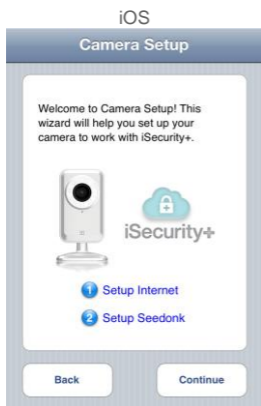 iOS
Camera Setup
Welcome to Camera Setup! This
wizard will help you set up your
camera to work with iSecurity+.
iSecurity+
1 Setup Internet
2 Setup Seedonk
Back Continue